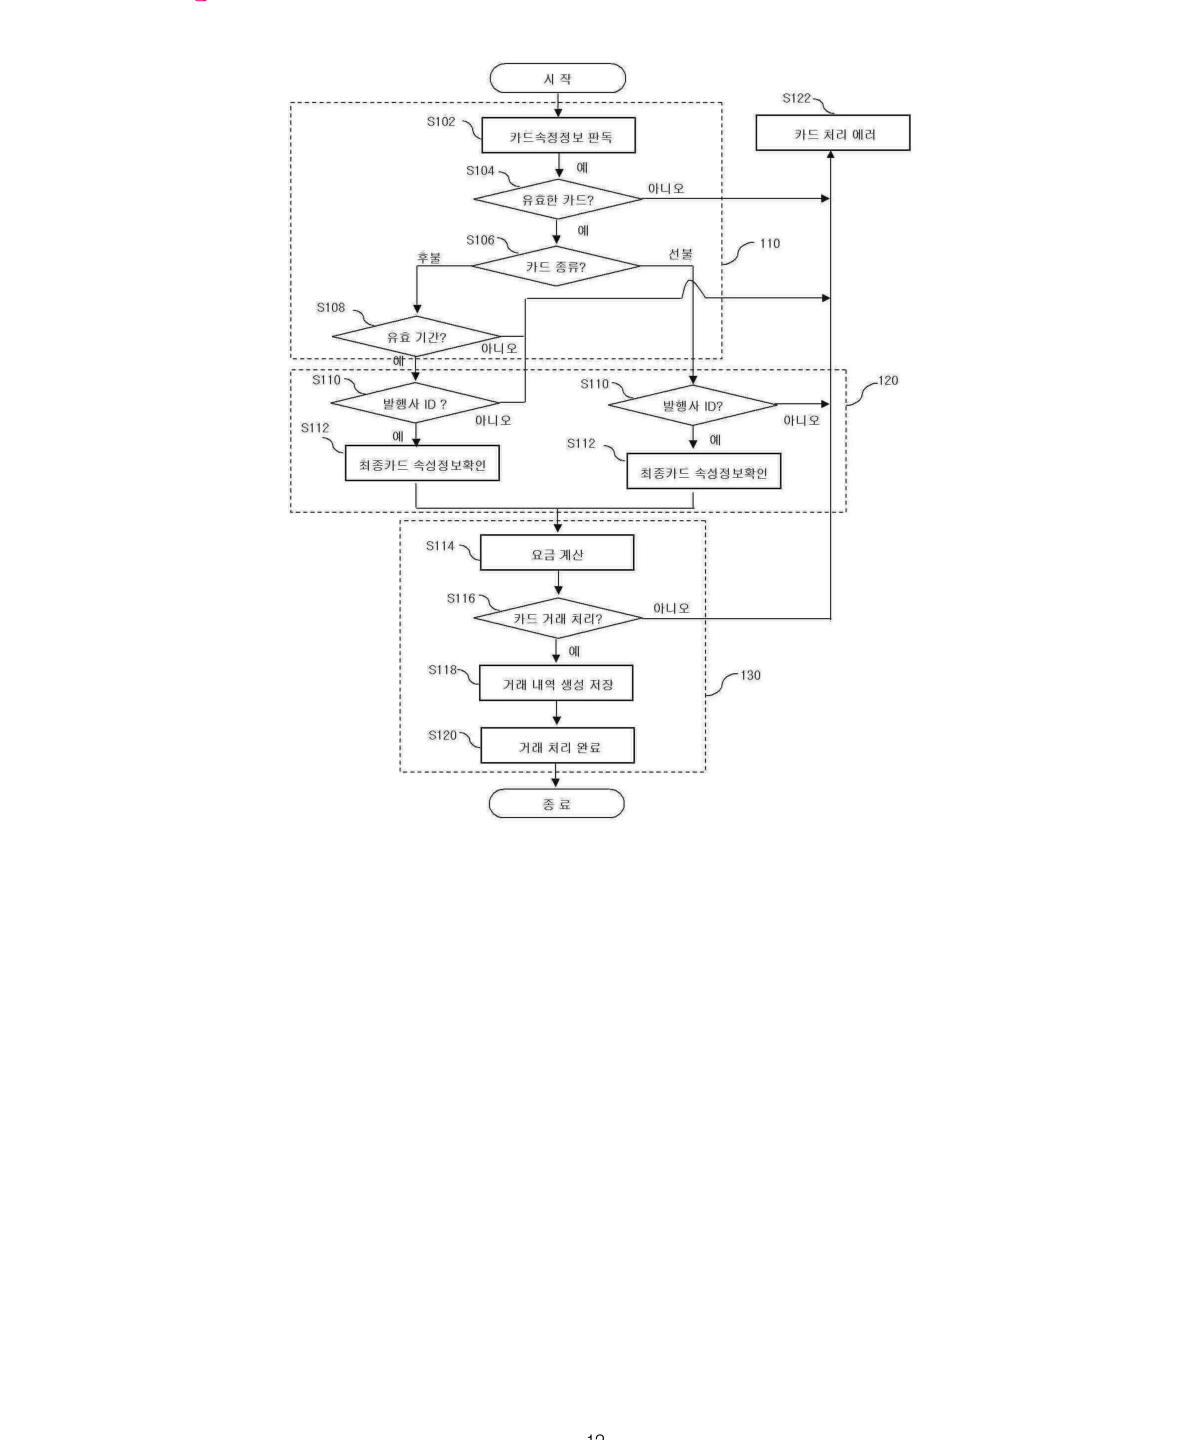 시 작
S122
카드 처리 에러
S102
카드속정정보 판독
예
S104
유효한 카드?
아니오
예
S106
카드 종류?
후불
선불
110
S108
유효 기간?
아니오
예
120
S110
발행사 ID ?
아니오
S110
발행사 ID?
아니오
예
S112
최종카드 속성정보확인
예
S112
최종카드 속성정보확인
S114
요금 계산
S116
카드 거래 처리?
아니오
예
S118
거래 내역 생성 저장
130
S120
거래 처리 완료
종 료